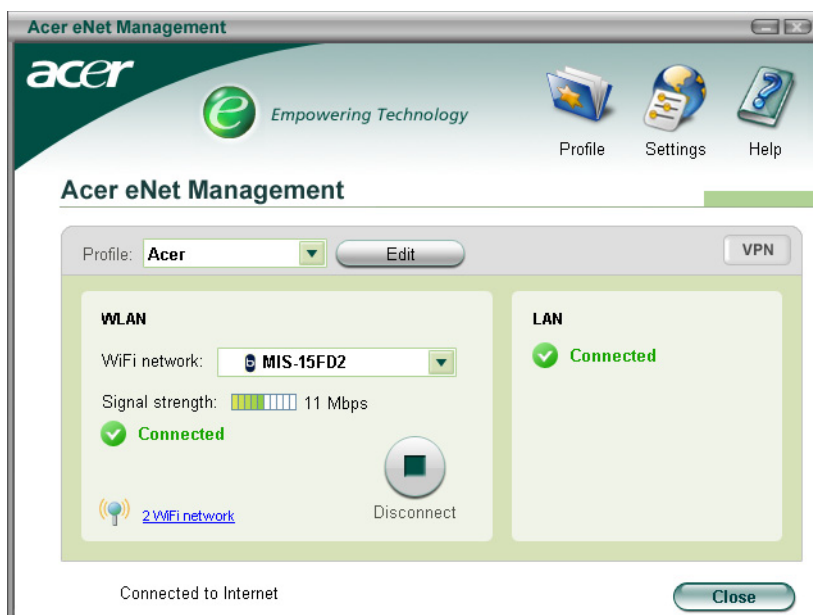 Acer eNet Management
acer
e Empowering Technology
Profile Settings Help
Acer eNet Management
Profile: Acer Edit VPN
WLAN
WiFi network: b MIS-15FD2
Signal strength: 11 Mbps
Connected
2 WiFi network
Disconnect
LAN
Connected
Connected to Internet
Close